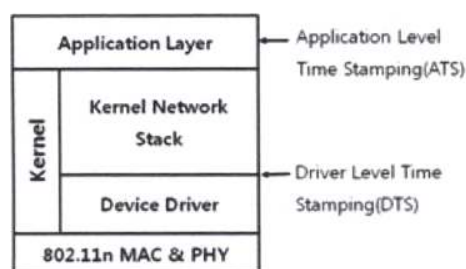 Application Layer
Application Level
Time Stamping(ATS)
Kernel
Kernel Network
Stack
Driver Level Time
Stamping(DTS)
Device Driver
802.11n MAC & PHY